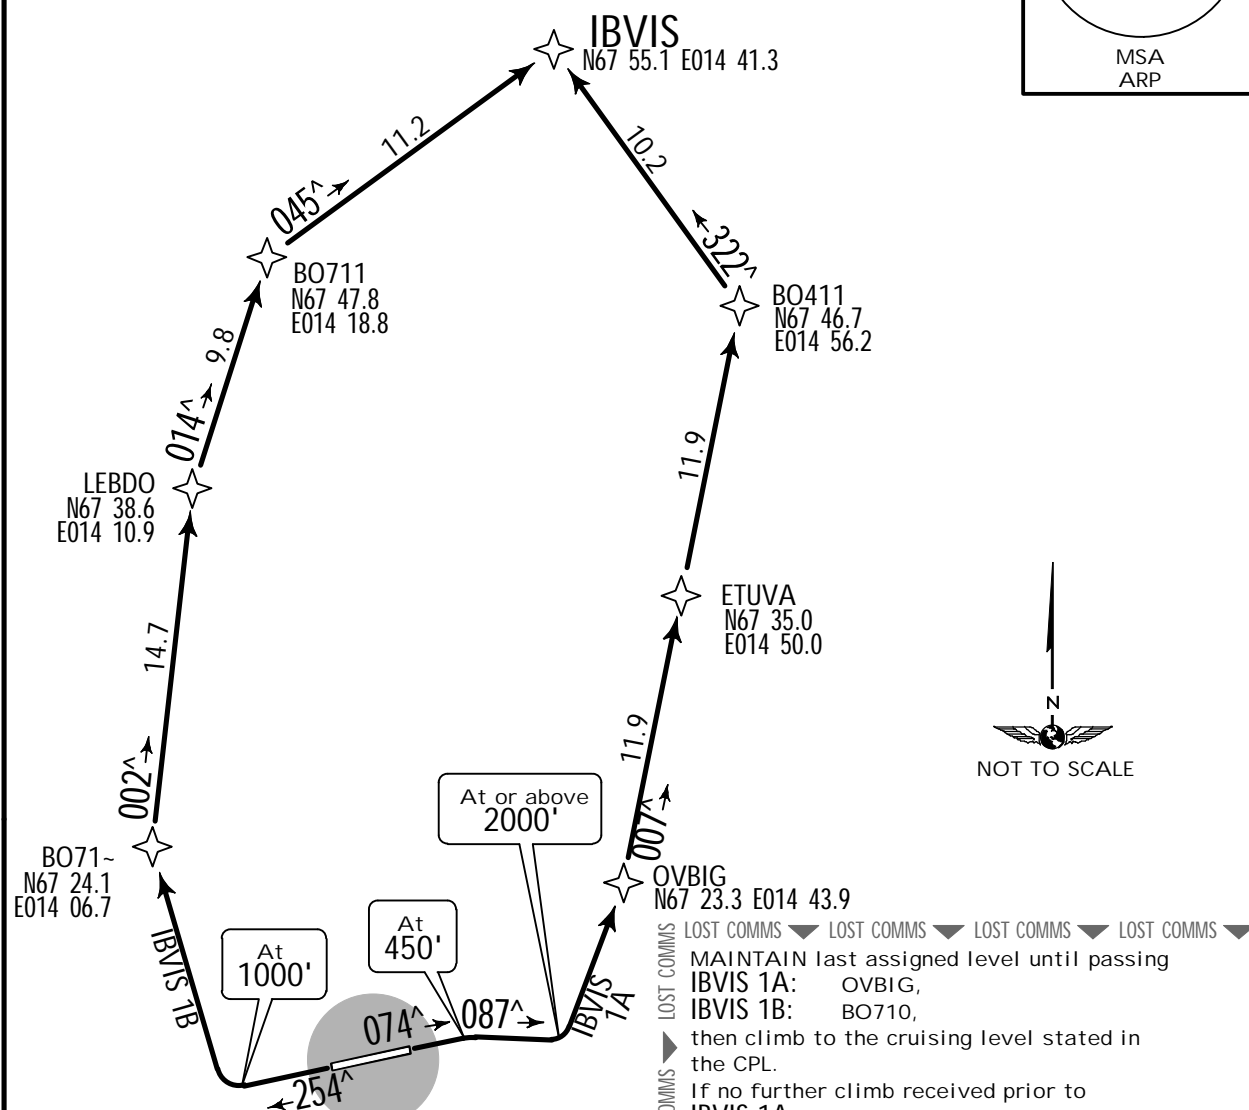 IBVIS
N67 55.1 E014 41.3
MSA
ARP
11.2
10.2
045^
322^
BO711
N67 47.8
E014 18.8
BO411
N67 46.7
E014 56.2
9.8
014^
11.9
LEBDO
N67 38.6
E014 10.9
ETUVA
N67 35.0
E014 50.0
14.7
11.9
N
NOT TO SCALE
002^
At or above
2000'
007^
BO71~
N67 24.1
E014 06.7
OVBIG
N67 23.3 E014 43.9
At
450'
At
1000'
IBVIS 1B
IBVIS
1A
074^
087^
254^
LOST COMMS LOST COMMS LOST COMMS LOST COMMS
LOST COMMS
MAINTAIN last assigned level until passing
IBVIS 1A: OVBIG,
IBVIS 1B: BO710,
then climb to the cruising level stated in
the CPL.
If no further climb received prior to
IBVIS 1A